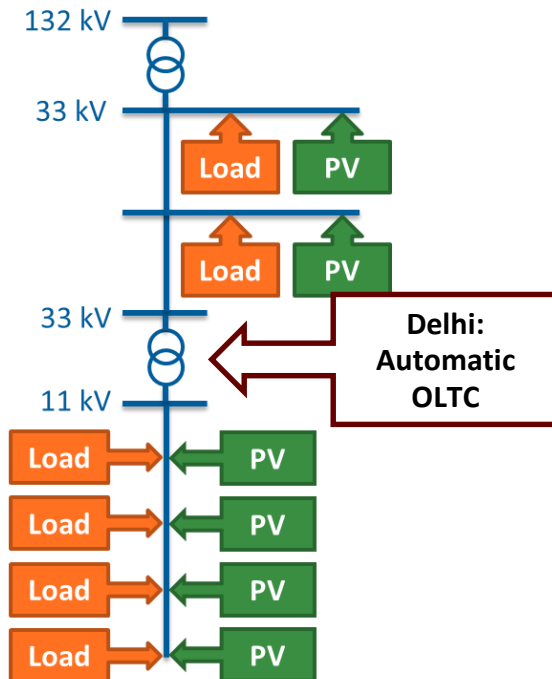 132 kV
33 kV
Load PV
Load PV
33 kV
Delhi:
Automatic
OLTC
11 kV
Load PV
Load PV
Load PV
Load PV